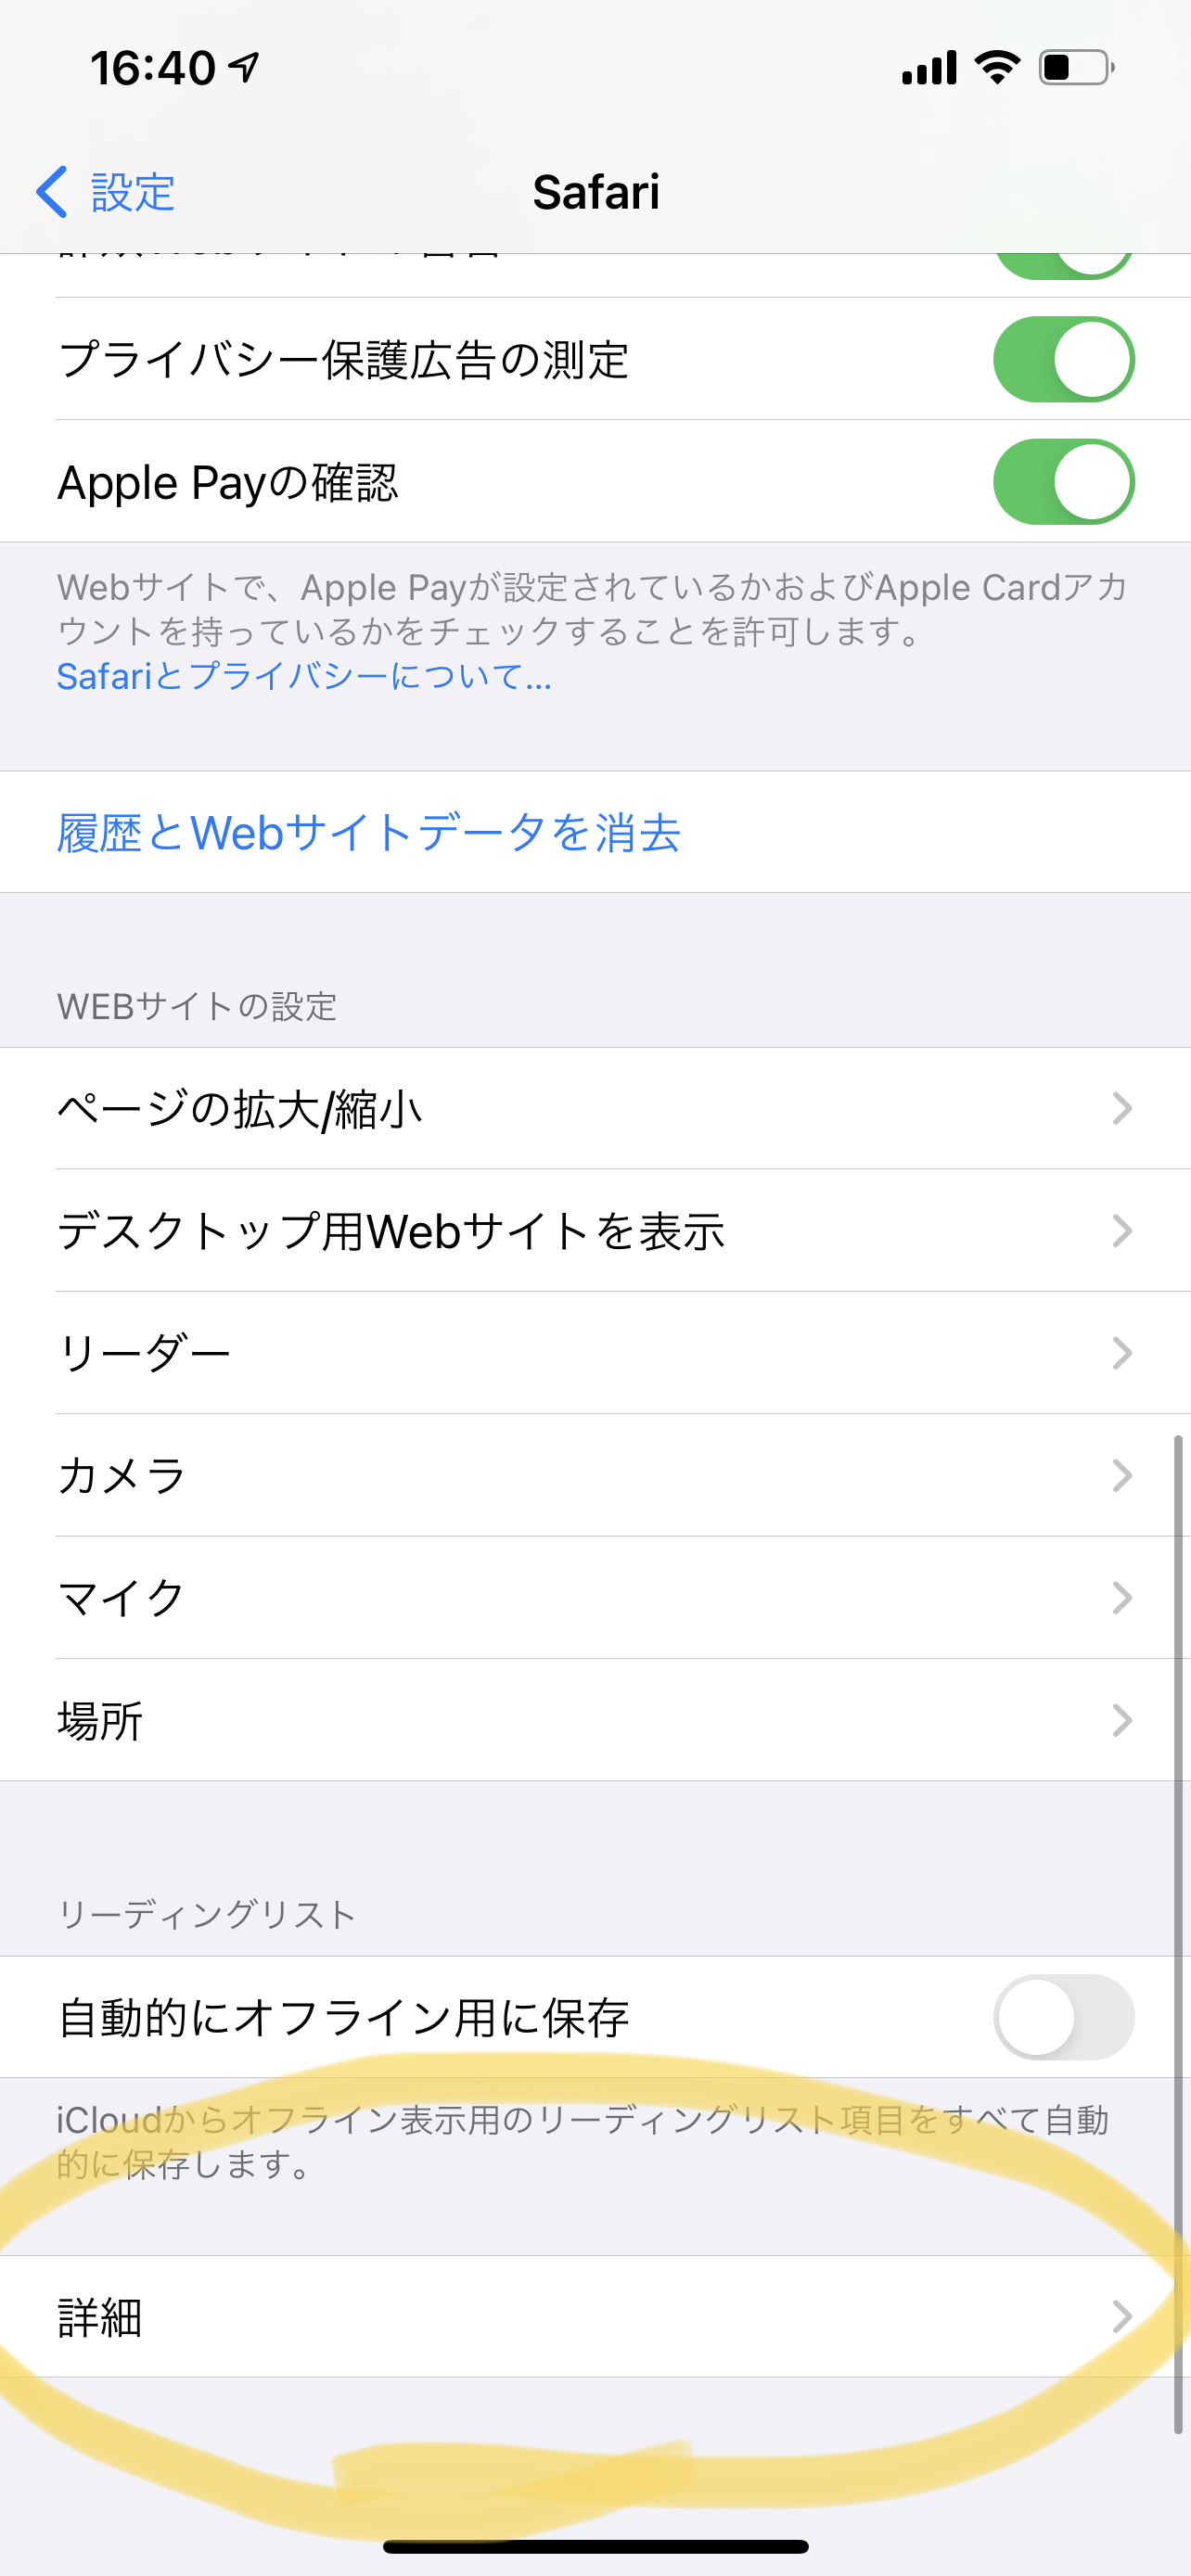 16:40
設定
Safari
プライバシー保護広告の測定
Apple Payの確認
Webサイトで、Apple Payが設定されているかおよびApple Cardアカ
ウントを持っているかをチェックすることを許可します。
Safariとプライバシーについて...
履歴とWebサイトデータを消去
WEBサイトの設定
ページの拡大/縮小
デスクトップ用Webサイトを表示
リーダー
カメラ
マイク
場所
リーディングリスト
自動的にオフライン用に保存
iCloudからオフライン表示用のリーディングリスト項目をすべて自動
的に保存します。
詳細